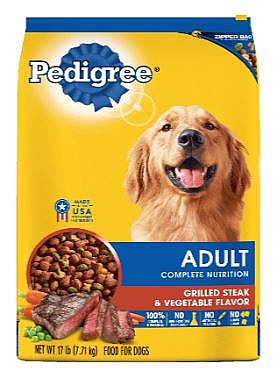 ZIPPER BAG
Pedigree®
MADE
IN THE
USA
ADULT
COMPLETE NUTRITION
GRILLED STEAK
& VEGETABLE FLAVOR
100%
NO
NO
NO
NET WT 17 lb (7.71 kg) FOOD FOR DOGS